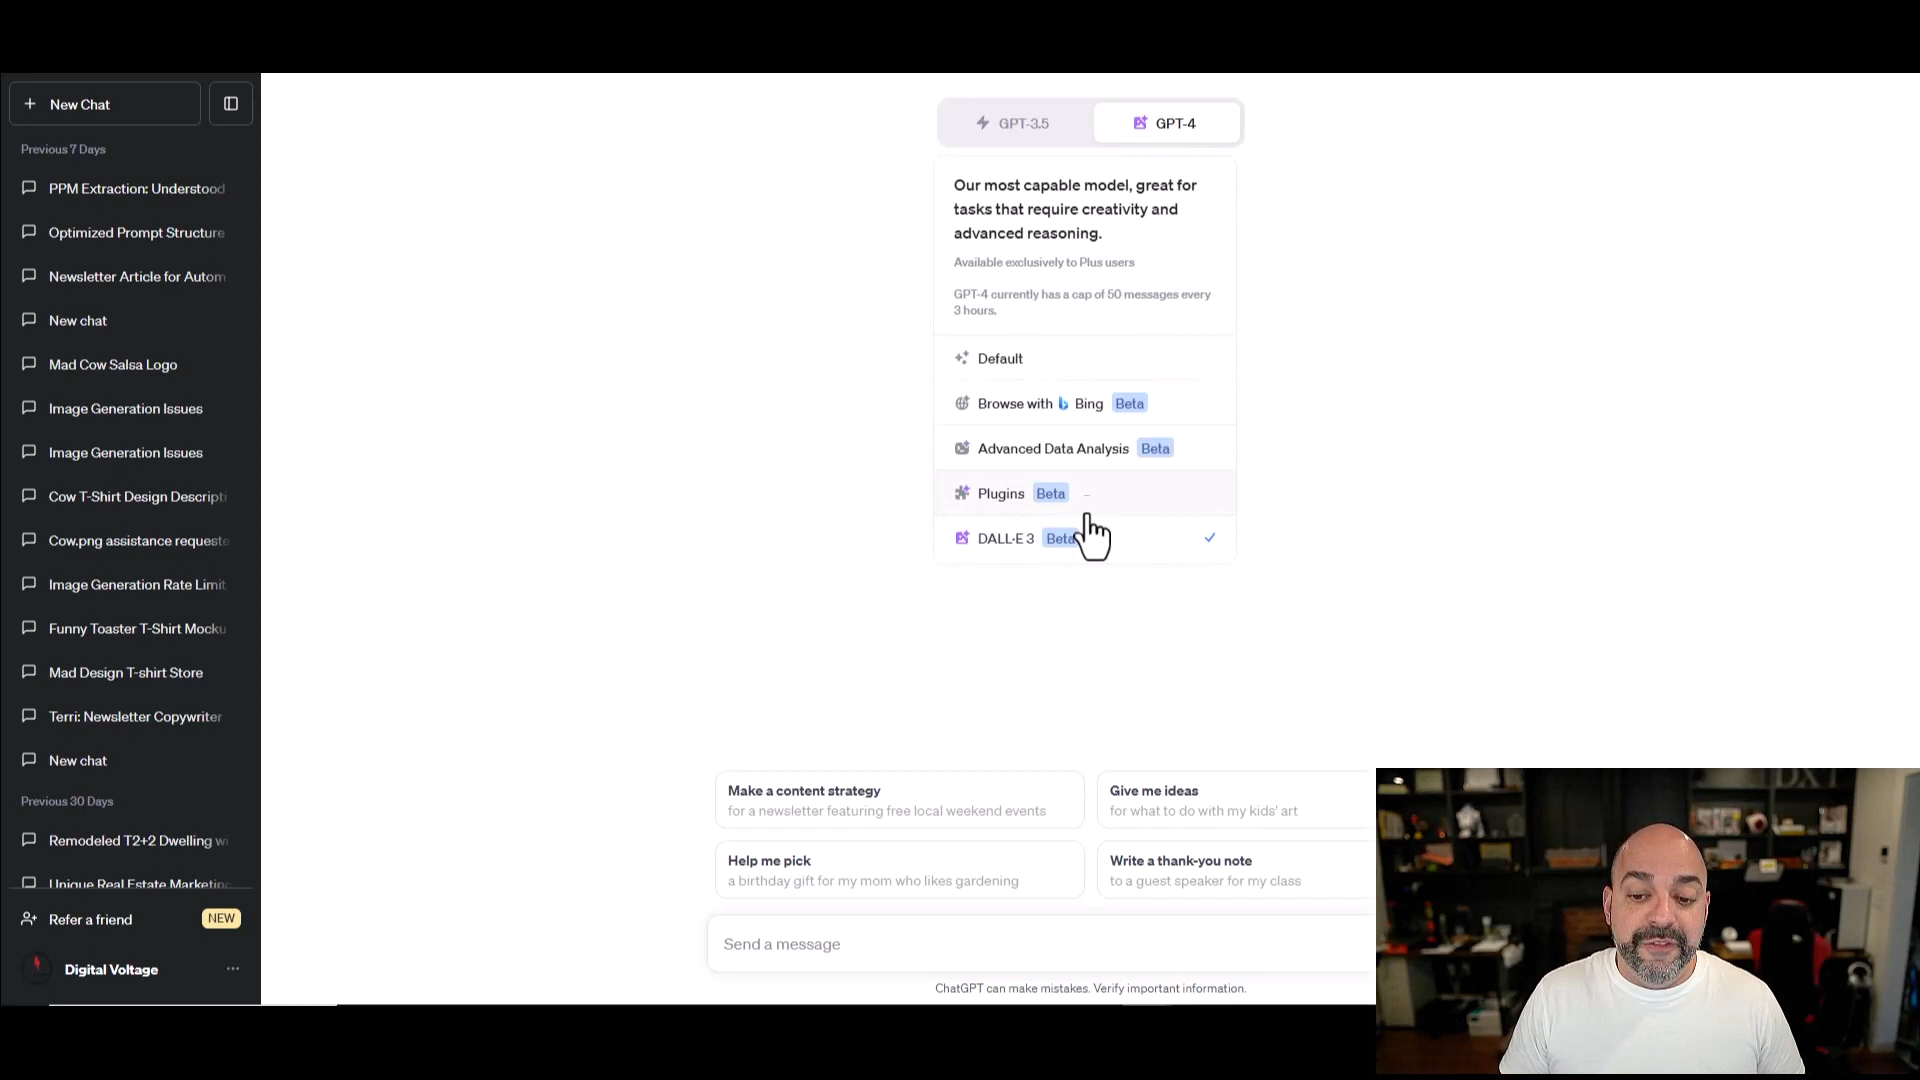 New Chat
Previous 7 Days
PPM Extraction: Understood
Optimized Prompt Structure
Newsletter Article for Autom
New chat
Mad Cow Salsa Logo
Image Generation Issues
Image Generation Issues
Cow T-Shirt Design Descripti
Cow.png assistance requeste
Image Generation Rate Limit
Funny Toaster T-Shirt Mocku
Mad Design T-shirt Store
Terri: Newsletter Copywriter
New chat
Previous 30 Days
Remodeled T2+2 Dwelling wi
Unique Real Estate Marketin
Refer a friend NEW
Digital Voltage
GPT-3.5 GPT-4
Our most capable model, great for
tasks that require creativity and
advanced reasoning.
Available exclusively to Plus users
GPT-4 currently has a cap of 50 messages every
3 hours.
Default
Browse with Bing Beta
Advanced Data Analysis Beta
Plugins Beta
DALL·E 3 Beta
Make a content strategy
for a newsletter featuring free local weekend events
Give me ideas
for what to do with my kids' art
Help me pick
a birthday gift for my mom who likes gardening
Write a thank-you note
to a guest speaker for my class
Send a message
ChatGPT can make mistakes. Verify important information.